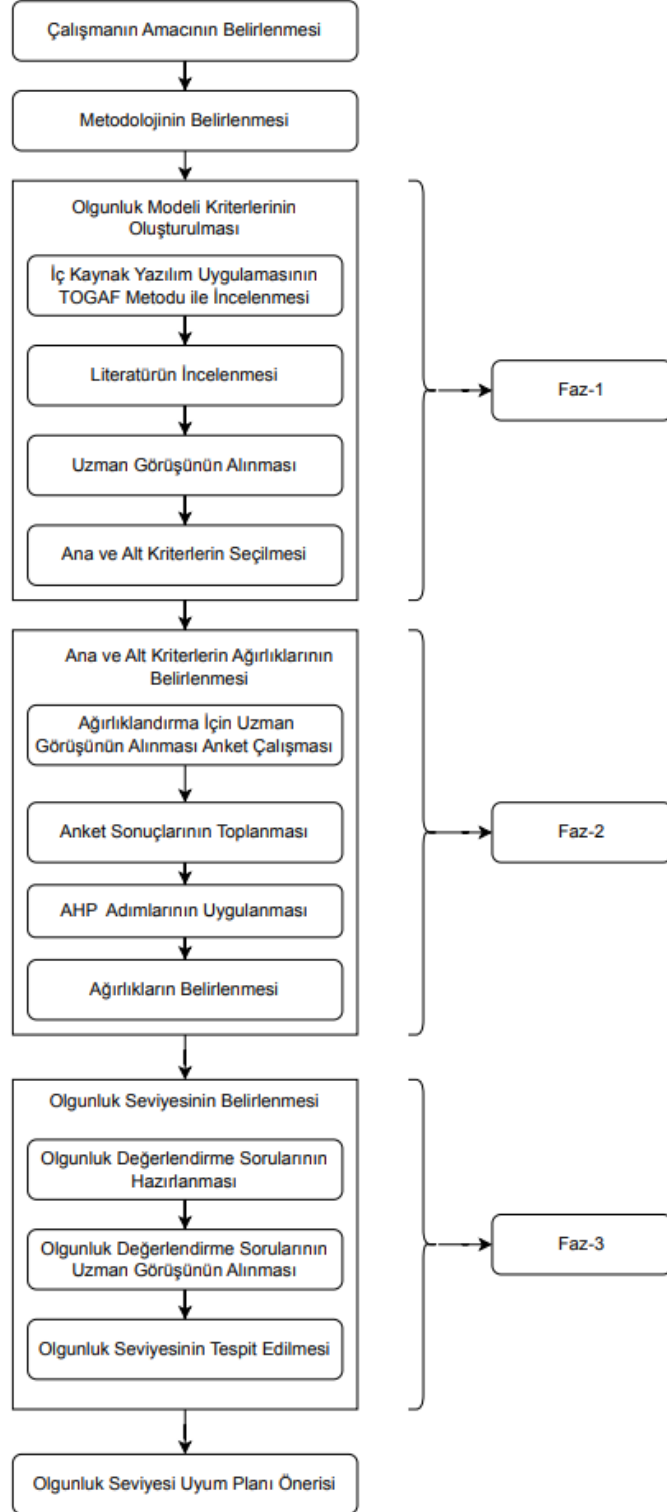 Çalışmanın Amacının Belirlenmesi
Metodolojinin Belirlenmesi
Olgunluk Modeli Kriterlerinin
Oluşturulması
İç Kaynak Yazılım Uygulamasının
TOGAF Metodu ile İncelenmesi
Literatürün İncelenmesi
Faz-1
Uzman Görüşünün Alınması
Ana ve Alt Kriterlerin Seçilmesi
Ana ve Alt Kriterlerin Ağırlıklarının
Belirlenmesi
Ağırlıklandırma İçin Uzman
Görüşünün Alınması Anket Çalışması
Anket Sonuçlarının Toplanması
Faz-2
AHP Adımlarının Uygulanması
Ağırlıkların Belirlenmesi
Olgunluk Seviyesinin Belirlenmesi
Olgunluk Değerlendirme Sorularının
Hazırlanması
Olgunluk Değerlendirme Sorularının
Uzman Görüşünün Alınması
Faz-3
Olgunluk Seviyesinin Tespit Edilmesi
Olgunluk Seviyesi Uyum Planı Önerisi